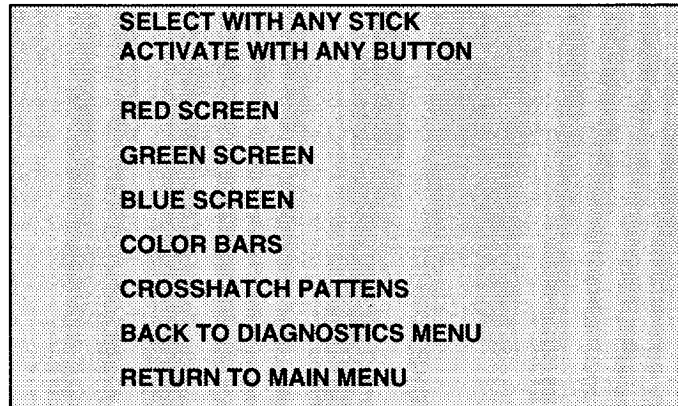 SELECT WITH ANY STICK
ACTIVATE WITH ANY BUTTON
RED SCREEN
GREEN SCREEN
BLUE SCREEN
COLOR BARS
CROSSHATCH PATTENS
BACK TO DIAGNOSTICS MENU
RETURN TO MAIN MENU